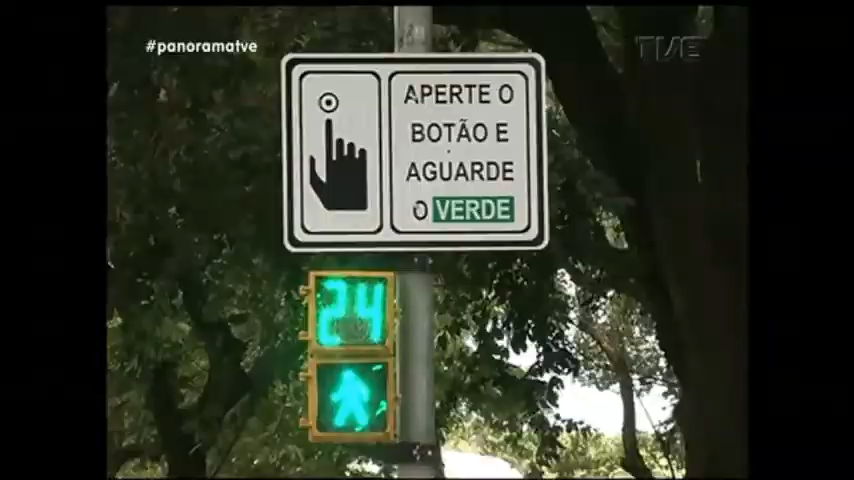 #panoramatve
TVE
APERTE O
BOTÃO E
AGUARDE
O VERDE
24